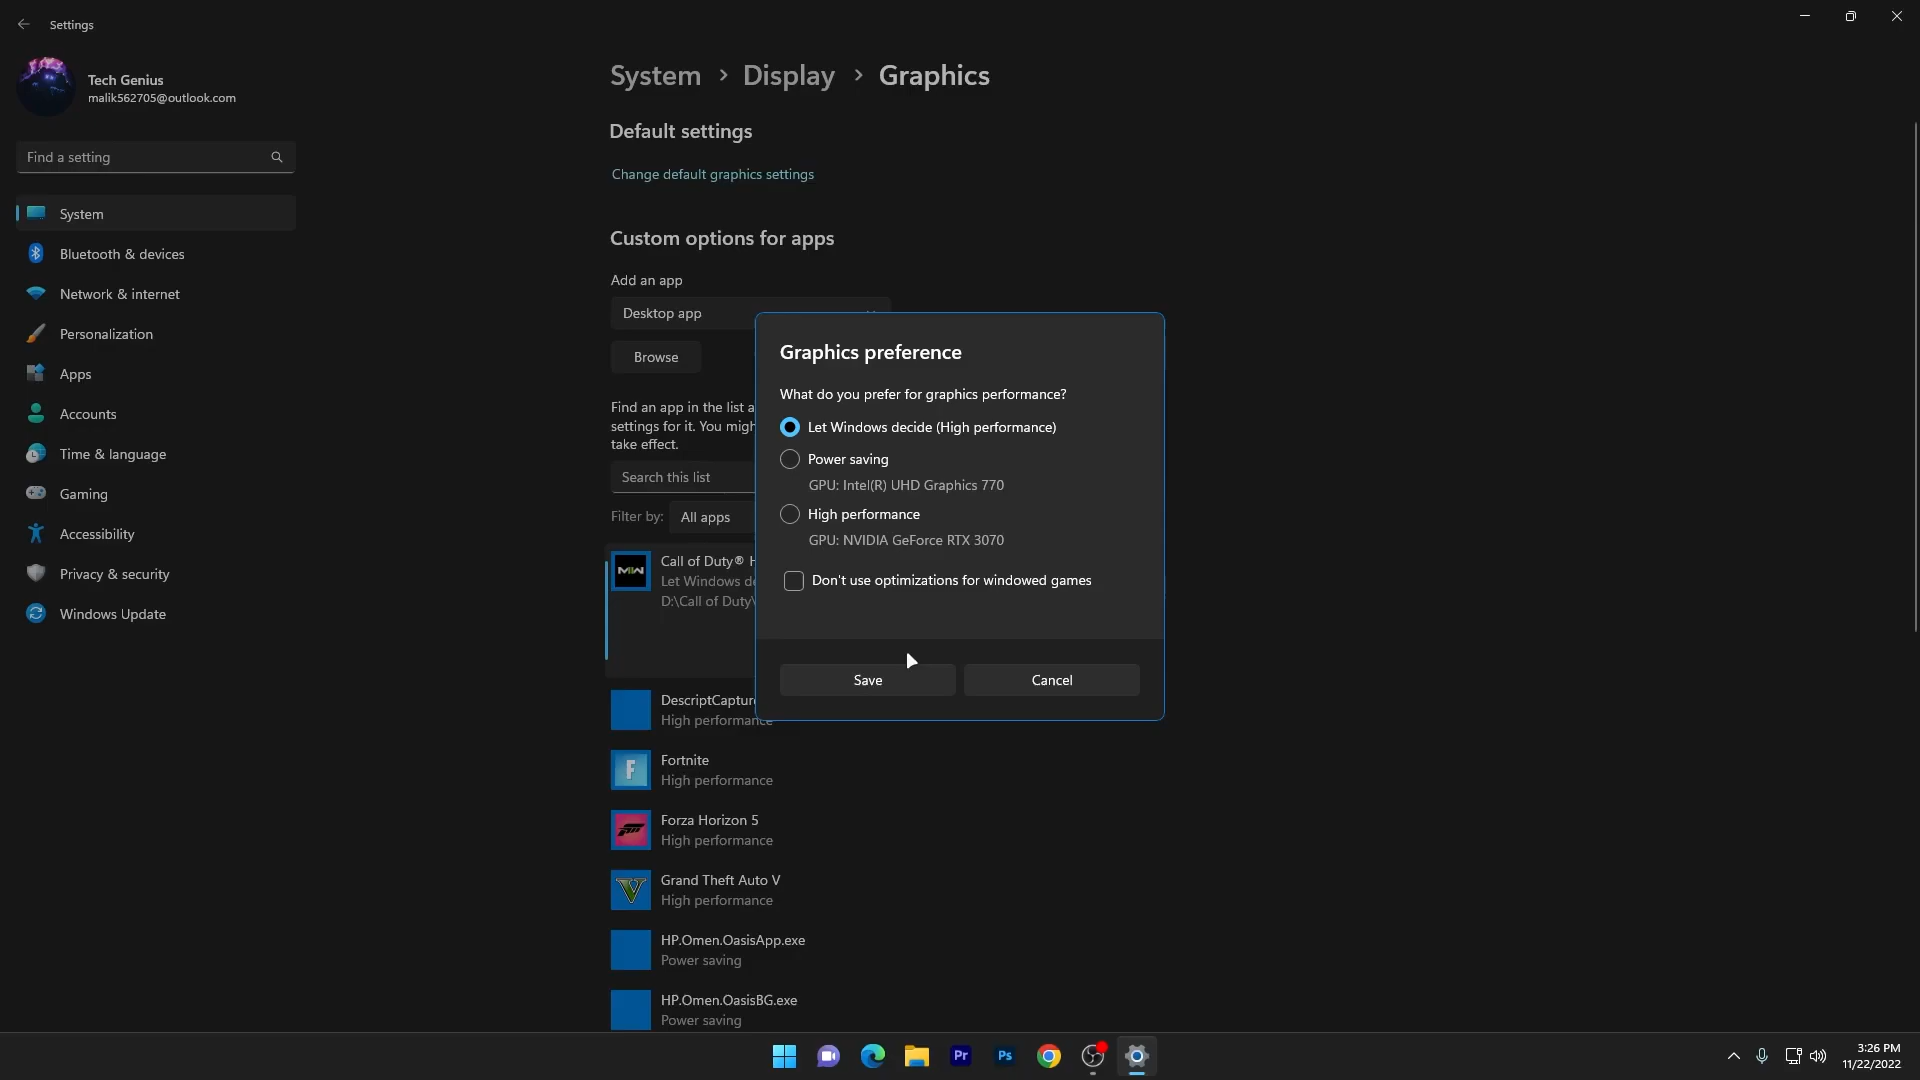 Settings
Tech Genius
malik562705@outlook.com
Find a setting
System
Bluetooth & devices
Network & internet
Personalization
Apps
Accounts
Time & language
Gaming
Accessibility
Privacy & security
Windows Update
System > Display > Graphics
Default settings
Change default graphics settings
Custom options for apps
Add an app
Desktop app
Browse
Find an app in the list a
settings for it. You migh
take effect.
Search this list
Filter by: All apps
MW
Call of Duty® H
Let Windows de
D:\Call of Duty\
DescriptCapture
High performance
F
Fortnite
High performance
Forza Horizon 5
High performance
V
Grand Theft Auto V
High performance
HP.Omen.OasisApp.exe
Power saving
HP.Omen.OasisBG.exe
Power saving
Graphics preference
What do you prefer for graphics performance?
Let Windows decide (High performance)
Power saving
GPU: Intel(R) UHD Graphics 770
High performance
GPU: NVIDIA GeForce RTX 3070
Don't use optimizations for windowed games
Save
Cancel
Pr
Ps
3:26 PM
11/22/2022